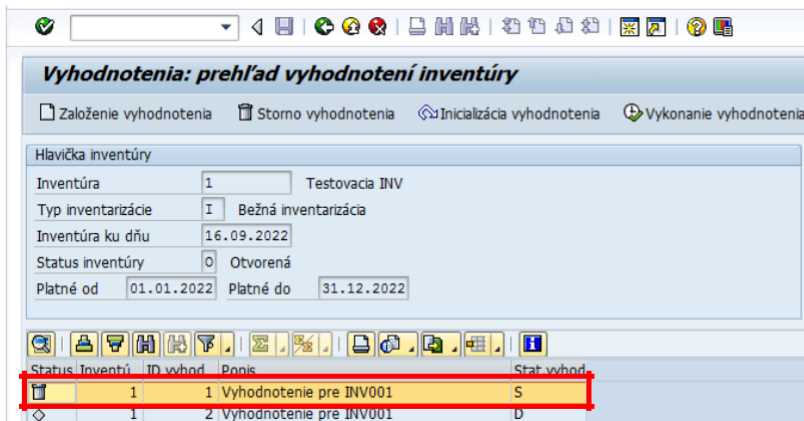 Vyhodnotenia: prehľad vyhodnotení inventúry
Založenie vyhodnotenia Storno vyhodnotenia Inicializácia vyhodnotenia Vykonanie vyhodnotenia
Hlavička inventúry
Inventúra 1 Testovacia INV
Typ inventarizácie I Bežná inventarizácia
Inventúra ku dňu 16.09.2022
Status inventúry O Otvorená
Platné od 01.01.2022 Platné do 31.12.2022
Status Inventú ID vyhod Popis Stat vyhod
1 1 Vyhodnotenie pre INV001 S
1 2 Vyhodnotenie pre INV001 D